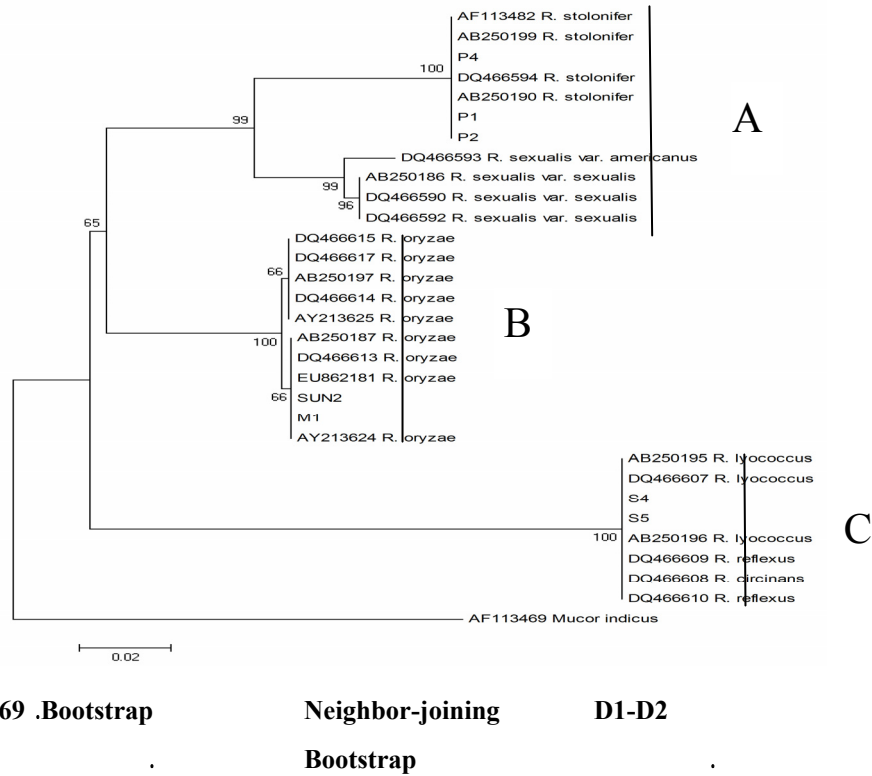 AF113482 R. stolonifer
AB250199 R. stolonifer
P4
100
DQ466594 R. stolonifer
AB250190 R. stolonifer
A
P1
99
P2
DQ466593 R. sexualis var. americanus
AB250186 R. sexualis var. sexualis
99
DQ466590 R. sexualis var. sexualis
96
DQ466592 R. sexualis var. sexualis
65
DQ466615 R. oryzae
DQ466617 R. oryzae
66
AB250197 R. oryzae
DQ466614 R. oryzae
B
AY213625 R. oryzae
100
AB250187 R. oryzae
DQ466613 R. oryzae
EU862181 R. oryzae
66
SUN2
M1
AY213624 R. oryzae
AB250195 R. lyococcus
DQ466607 R. lyococcus
S4
S5
C
100
AB250196 R. lyococcus
DQ466609 R. reflexus
DQ466608 R. circinans
DQ466610 R. reflexus
AF113469 Mucor indicus
0.02
69 .Bootstrap Neighbor-joining D1-D2
. Bootstrap .